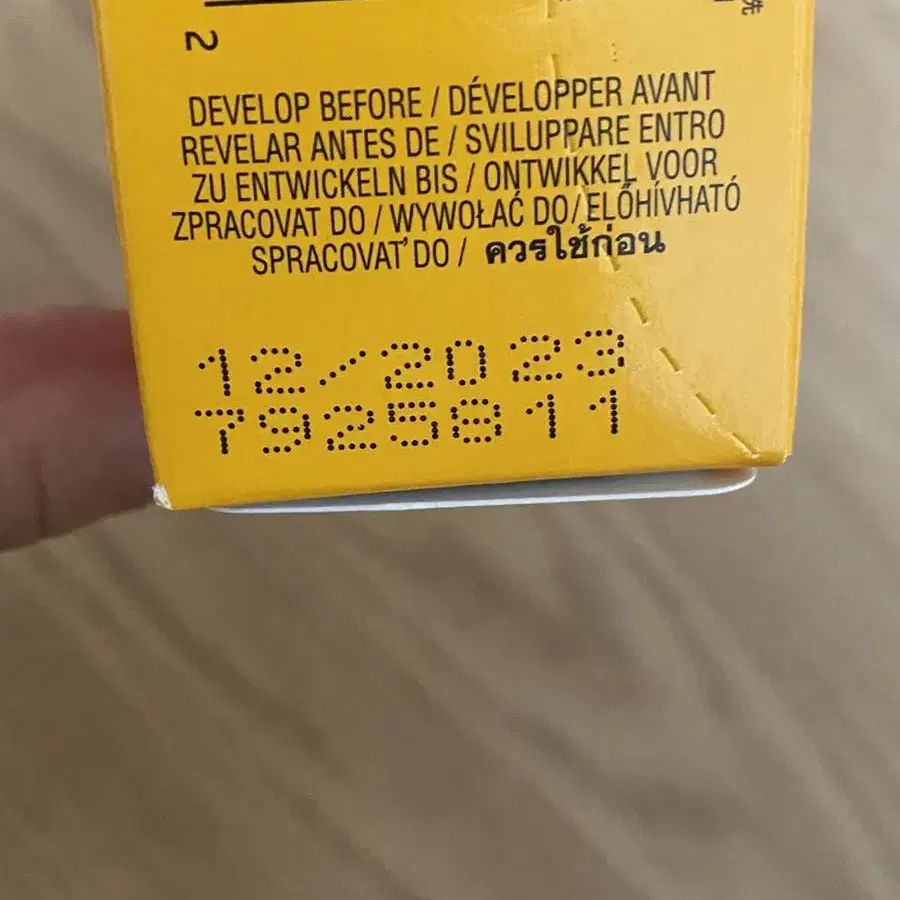 2
DEVELOP BEFORE / DÉVELOPPER AVANT
REVELAR ANTES DE / SVILUPPARE ENTRO
ZU ENTWICKELN BIS / ONTWIKKEL VOOR
ZPRACOVAT DO / WYWOŁAĆ DO / ELŐHÍVHATÓ
SPRACOVAŤ DO / ควรใช้ก่อน
12/2023
7925811